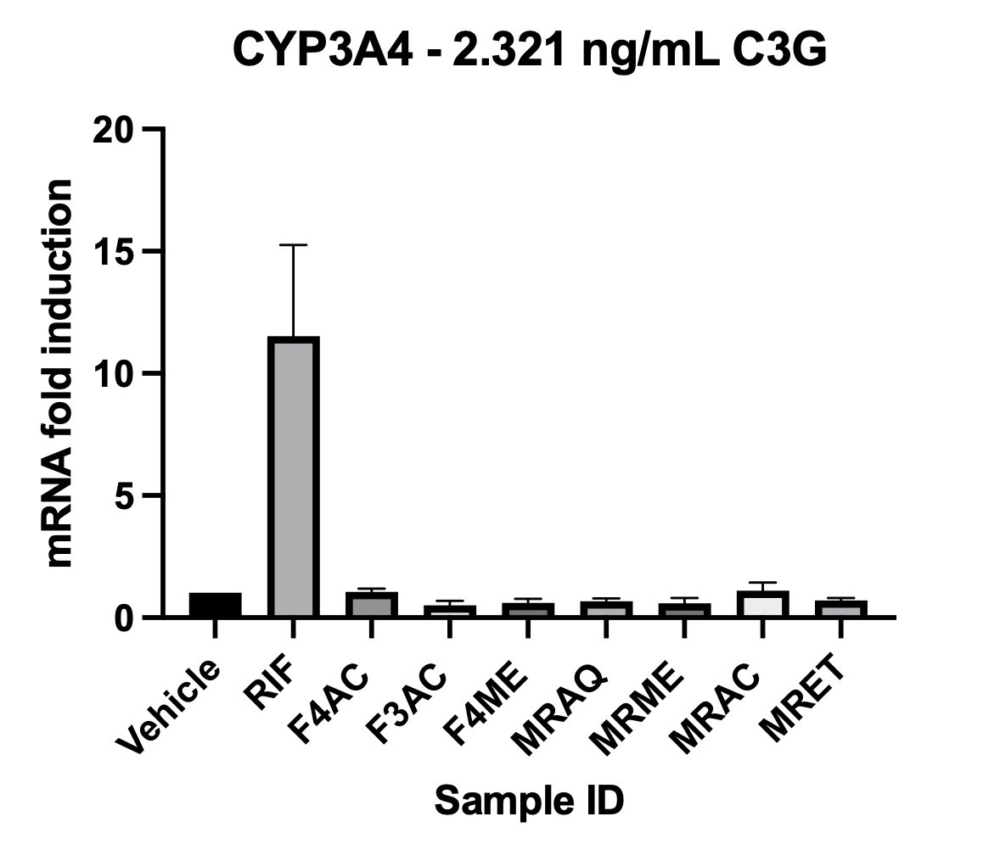 CYP3A4 - 2.321 ng/mL C3G
mRNA fold induction
20
15
10
5
0
Vehicle
RIF
F4AC
F3AC
F4ME
MRAQ
MRME
MRAC
MRET
Sample ID